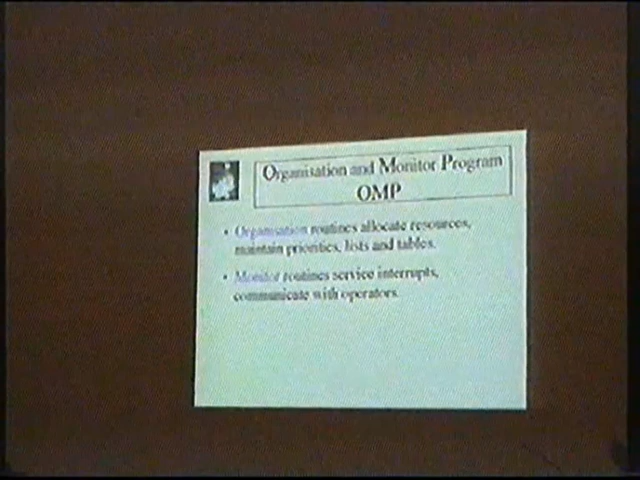 Organisation and Monitor Program
OMP
• Organisation routines allocate resources,
maintain priorities, lists and tables.
• Monitor routines service interrupts,
communicate with operators.